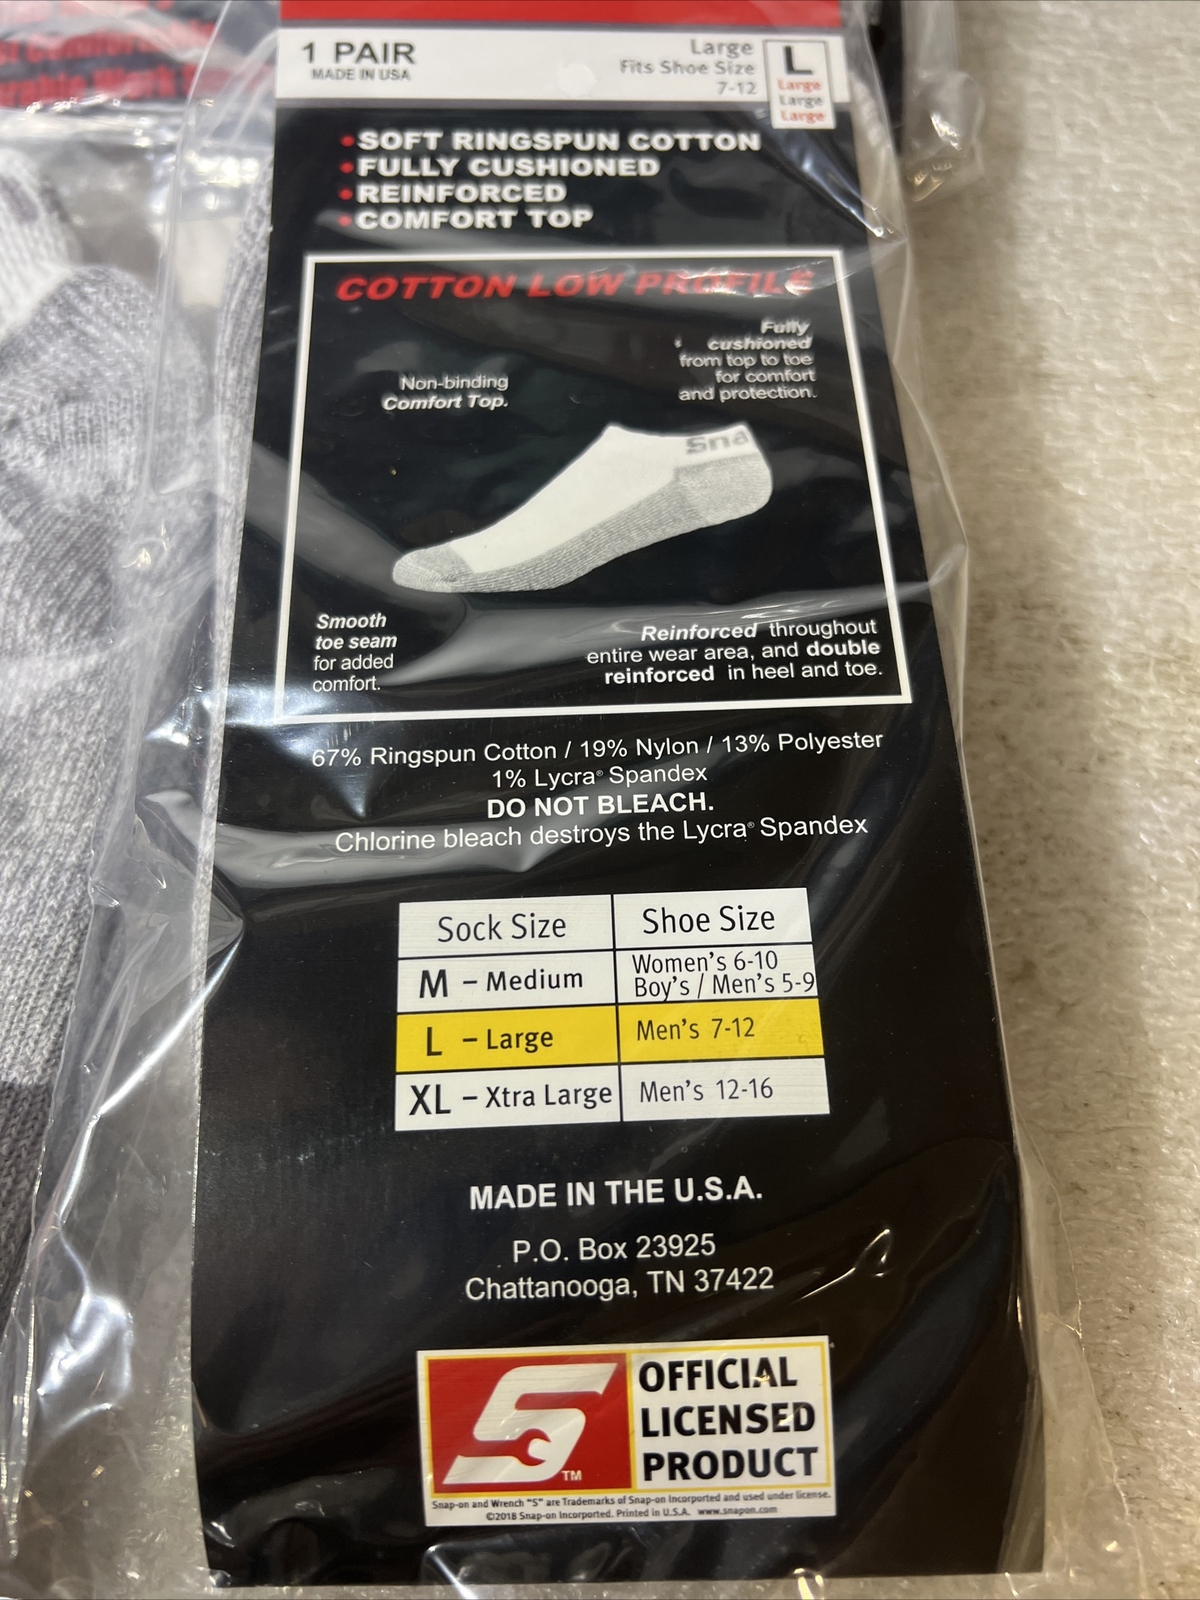 1 PAIR
MADE IN USA
Large
Fits Shoe Size
7-12
L
Large
Large
Large
•SOFT RINGSPUN COTTON
•FULLY CUSHIONED
•REINFORCED
•COMFORT TOP
COTTON LOW PROFILE
Fully
cushioned
from top to toe
for comfort
and protection.
Non-binding
Comfort Top.
Sna
Smooth
toe seam
for added
comfort.
Reinforced throughout
entire wear area, and double
reinforced in heel and toe.
67% Ringspun Cotton / 19% Nylon / 13% Polyester
1% Lycra® Spandex
DO NOT BLEACH.
Chlorine bleach destroys the Lycra® Spandex
Sock Size Shoe Size
M – Medium Women's 6-10
Boy's / Men's 5-9
L – Large Men's 7-12
XL – Xtra Large Men's 12-16
MADE IN THE U.S.A.
P.O. Box 23925
Chattanooga, TN 37422
S TM
OFFICIAL
LICENSED
PRODUCT
Snap-on and Wrench "S" are Trademarks of Snap-on Incorporated and used under license.
©2018 Snap-on Incorporated. Printed in U.S.A. www.snapon.com